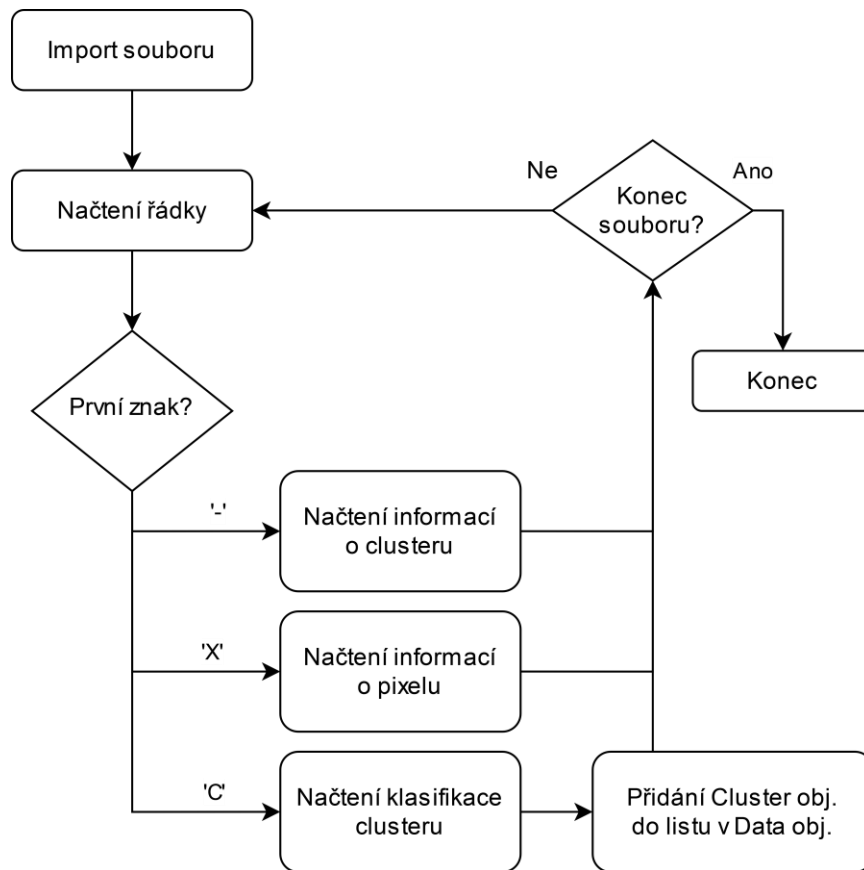 Import souboru
Načtení řádky
Ne
Ano
Konec
souboru?
Konec
První znak?
'-'
Načtení informací
o clusteru
'X'
Načtení informací
o pixelu
'C'
Načtení klasifikace
clusteru
Přidání Cluster obj.
do listu v Data obj.